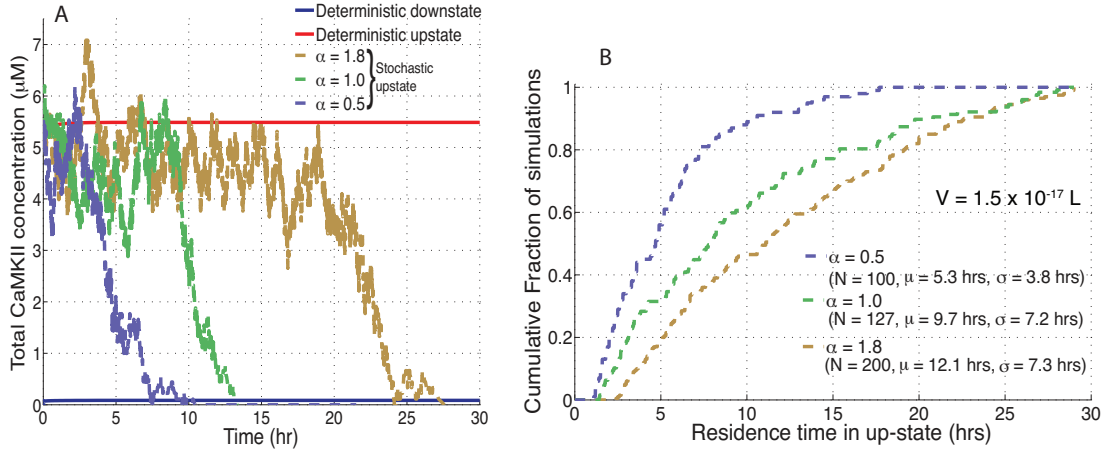 A
Deterministic downstate
Deterministic upstate
α = 1.8
α = 1.0
α = 0.5
Stochastic
upstate
Total CaMKII concentration (μM)
7
6
5
4
3
2
1
0
0 5 10 15 20 25 30
Time (hr)
B
Cumulative Fraction of simulations
1
0.8
0.6
0.4
0.2
0
V = 1.5 x 10⁻¹⁷ L
α = 0.5
(N = 100, μ = 5.3 hrs, σ = 3.8 hrs)
α = 1.0
(N = 127, μ = 9.7 hrs, σ = 7.2 hrs)
α = 1.8
(N = 200, μ = 12.1 hrs, σ = 7.3 hrs)
0 5 10 15 20 25 30
Residence time in up-state (hrs)